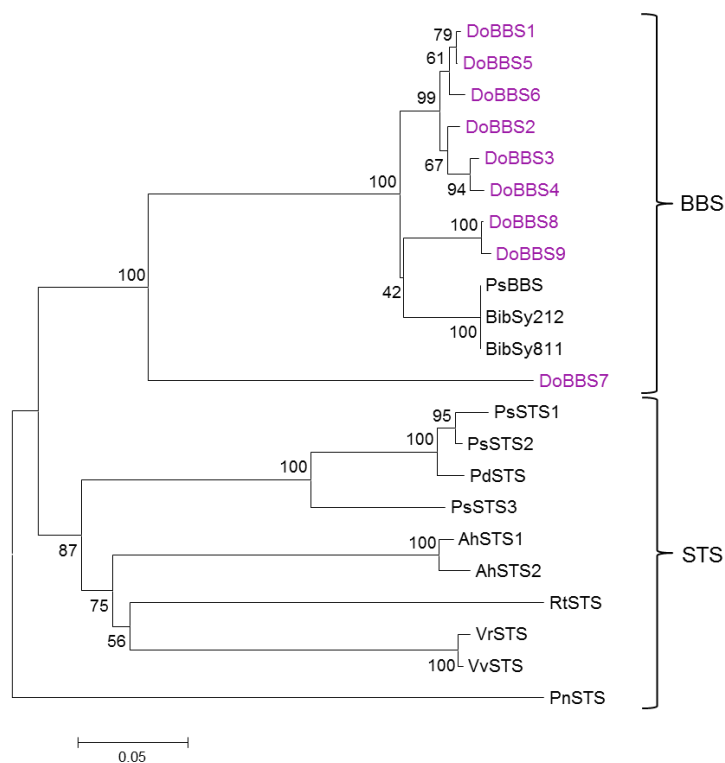 79
DoBBS1
61
DoBBS5
DoBBS6
99
DoBBS2
67
DoBBS3
94
DoBBS4
100
BBS
100
DoBBS8
DoBBS9
100
42
PsBBS
BibSy212
100
BibSy811
DoBBS7
95
PsSTS1
100
PsSTS2
100
PdSTS
PsSTS3
87
100
AhSTS1
STS
AhSTS2
75
RtSTS
56
VrSTS
100
VvSTS
PnSTS
0.05